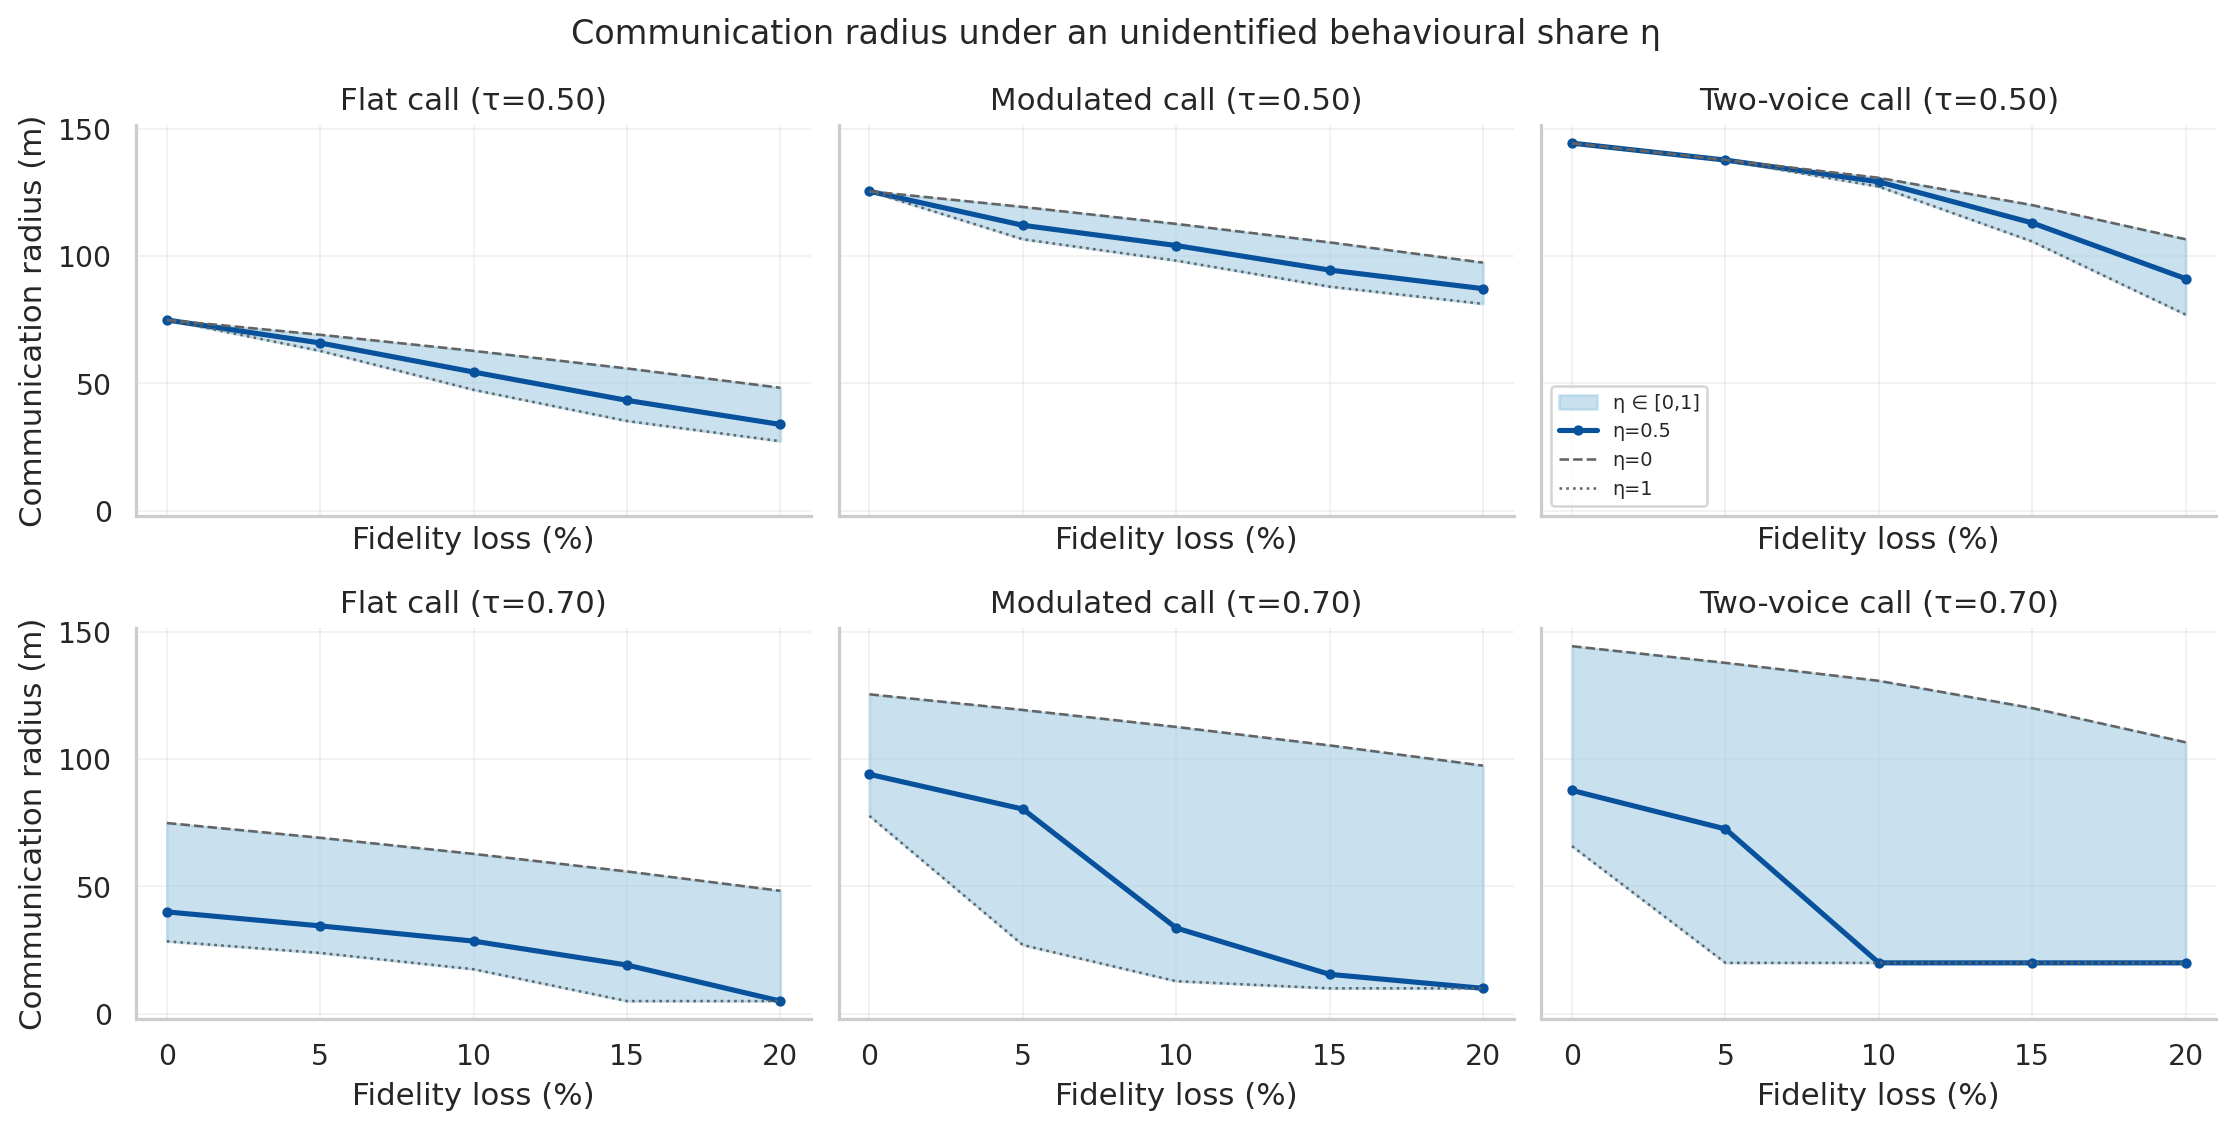 Communication radius under an unidentified behavioural share η
Flat call (τ=0.50)
Modulated call (τ=0.50)
Two-voice call (τ=0.50)
Communication radius (m)
150
100
50
0
η ∈ [0,1]
η=0.5
η=0
η=1
Fidelity loss (%)
Fidelity loss (%)
Fidelity loss (%)
Flat call (τ=0.70)
Modulated call (τ=0.70)
Two-voice call (τ=0.70)
Communication radius (m)
150
100
50
0
0 5 10 15 20
0 5 10 15 20
0 5 10 15 20
Fidelity loss (%)
Fidelity loss (%)
Fidelity loss (%)